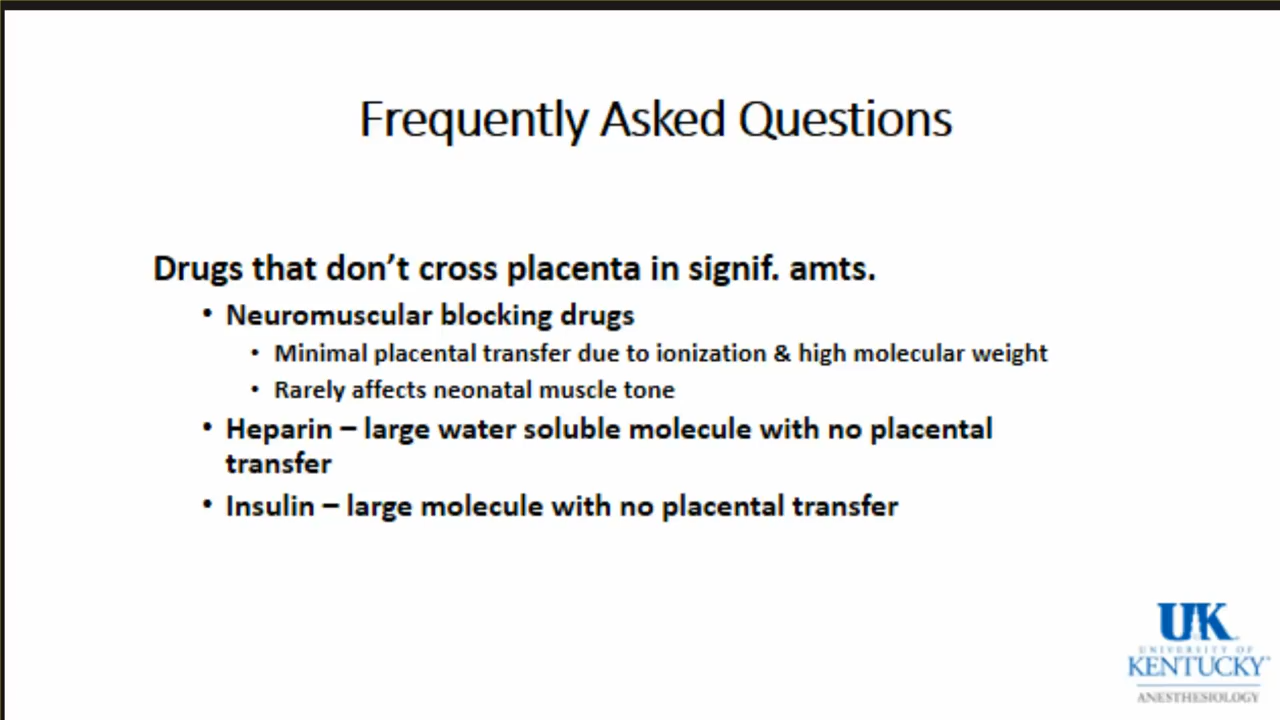 Frequently Asked Questions
Drugs that don’t cross placenta in signif. amts.
• Neuromuscular blocking drugs
• Minimal placental transfer due to ionization & high molecular weight
• Rarely affects neonatal muscle tone
• Heparin – large water soluble molecule with no placental
transfer
• Insulin – large molecule with no placental transfer
UK
UNIVERSITY OF
KENTUCKY
ANESTHESIOLOGY